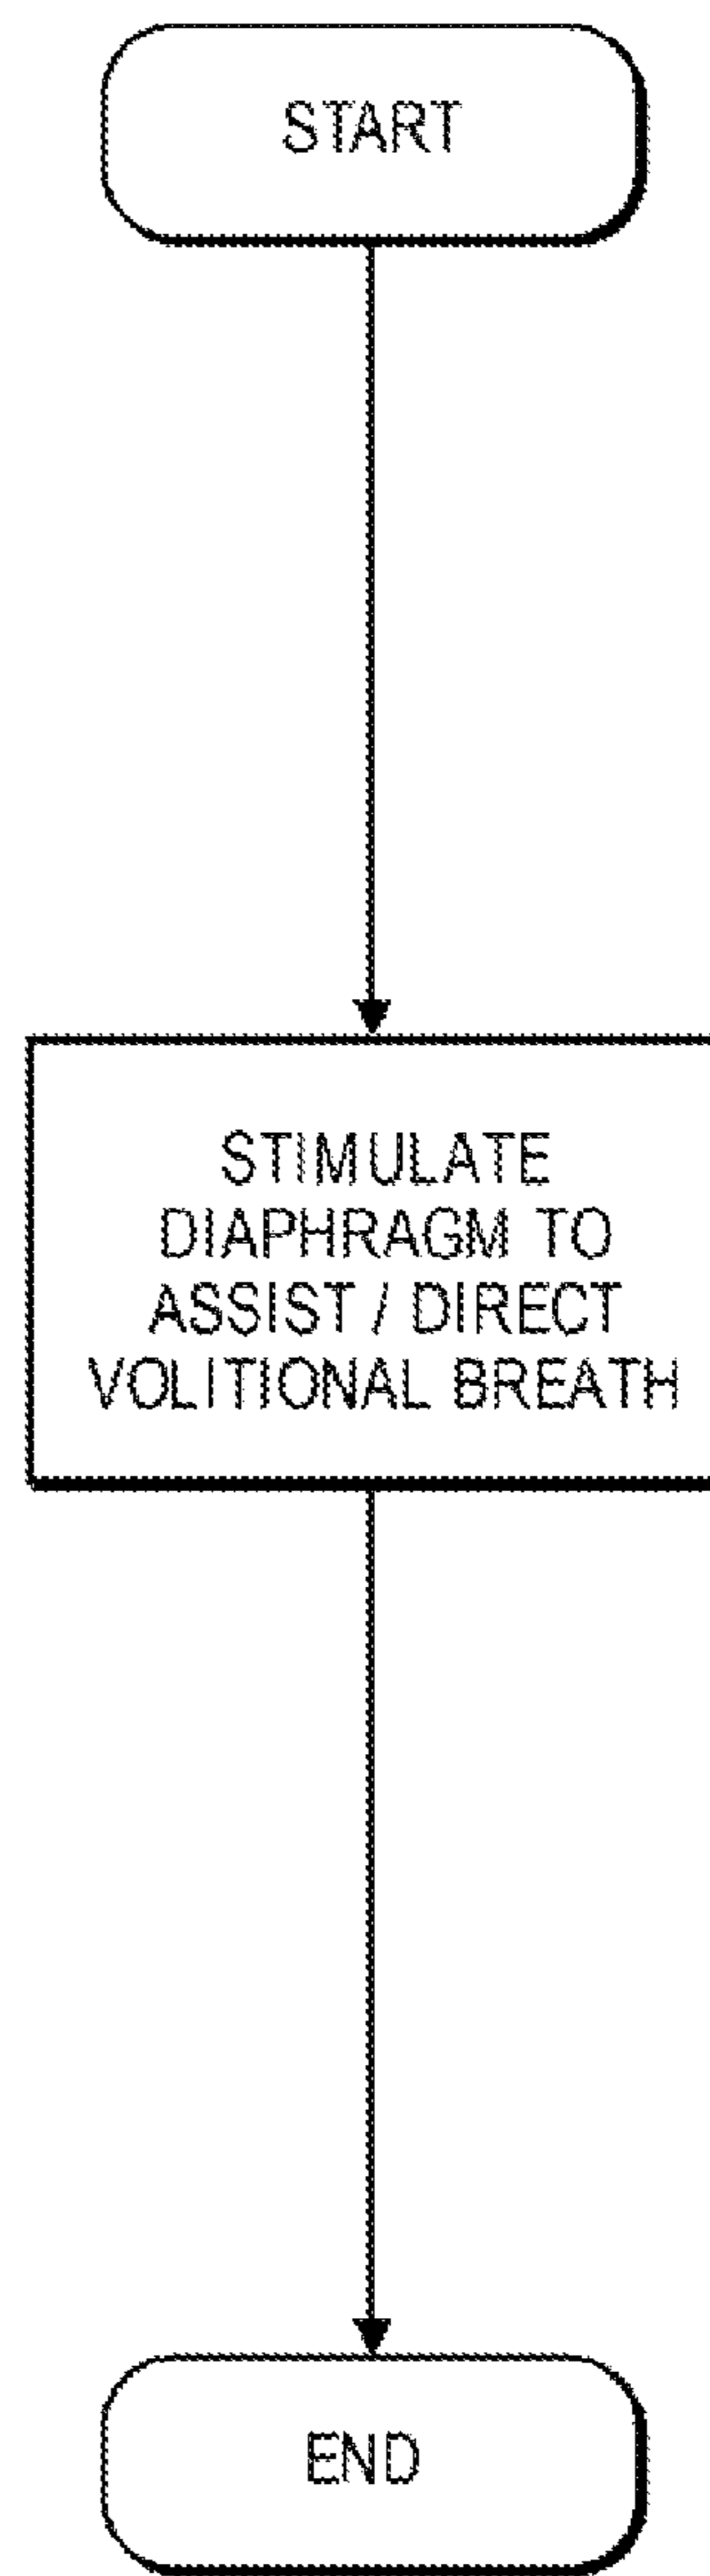 START
STIMULATE
DIAPHRAGM TO
ASSIST / DIRECT
VOLITIONAL BREATH
END